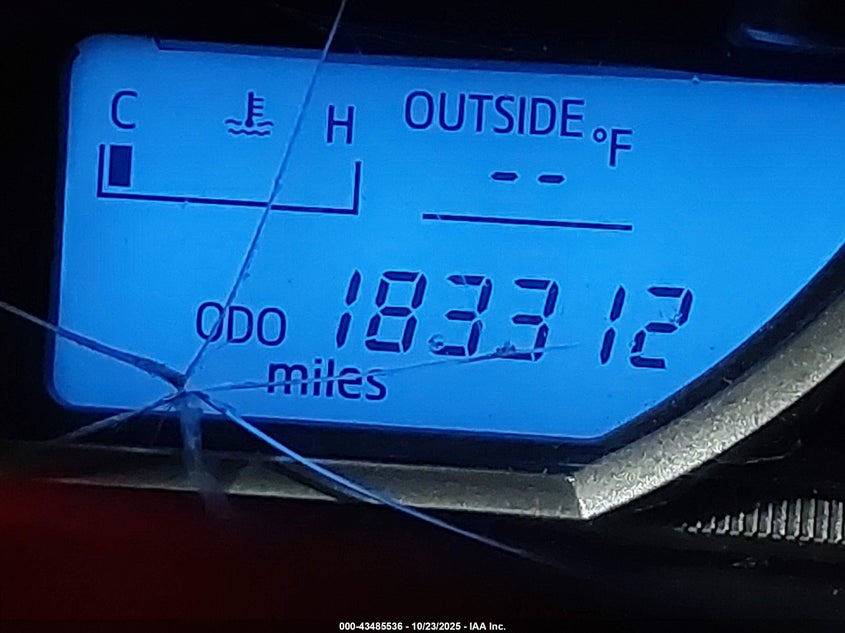 C H OUTSIDE °F
--
ODO 183312
miles
000-43485536 - 10/23/2025 - IAA Inc.